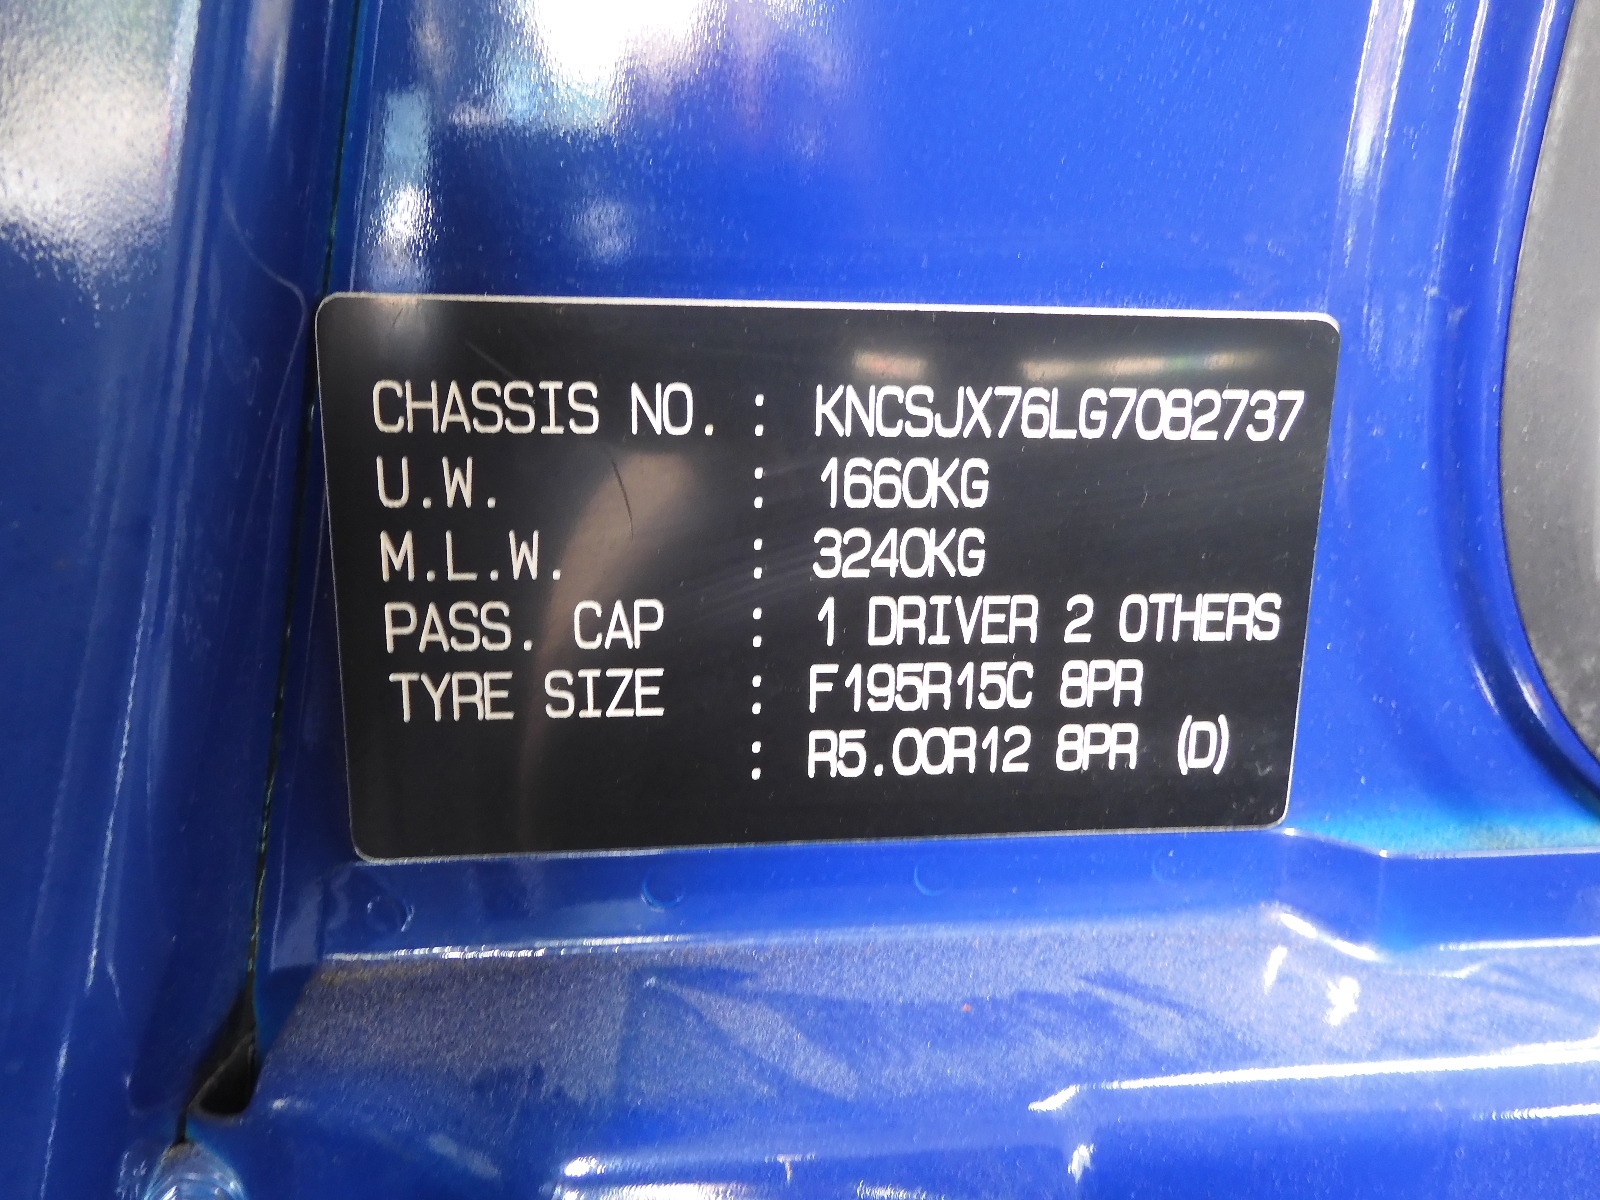 CHASSIS NO. : KNCSJX76LG7082737
U.W. : 1660KG
M.L.W. : 3240KG
PASS. CAP : 1 DRIVER 2 OTHERS
TYRE SIZE : F195R15C 8PR
: R5.00R12 8PR (D)